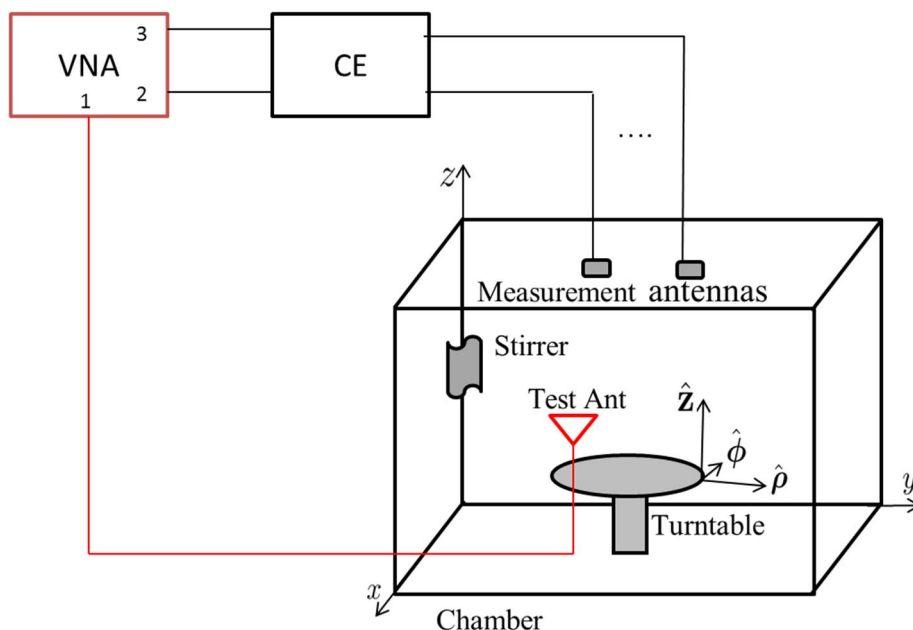 3
VNA
CE
1
2
....
z
Measurement antennas
Stirrer
Test Ant
ẑ
ϕ̂
ρ̂
y
Turntable
x
Chamber